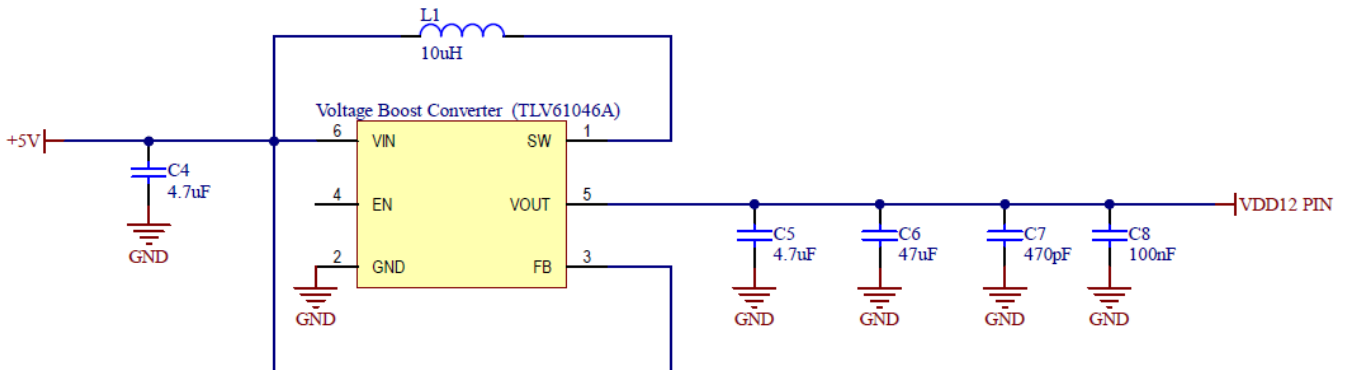 L1
10uH
Voltage Boost Converter (TLV61046A)
+5V
6 VIN SW 1
C4
4.7uF
GND
4 EN VOUT 5
VDD12 PIN
C5
4.7uF
C6
47uF
C7
470pF
C8
100nF
2 GND FB 3
GND
GND
GND
GND
GND